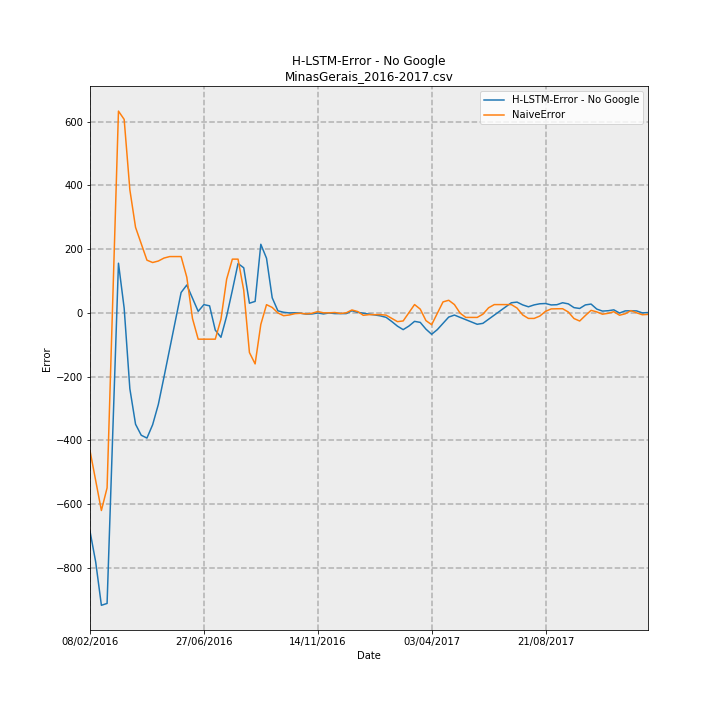 H-LSTM-Error - No Google
MinasGerais_2016-2017.csv
H-LSTM-Error - No Google
NaiveError
600
400
200
0
−200
−400
−600
−800
Error
08/02/2016
27/06/2016
14/11/2016
03/04/2017
21/08/2017
Date